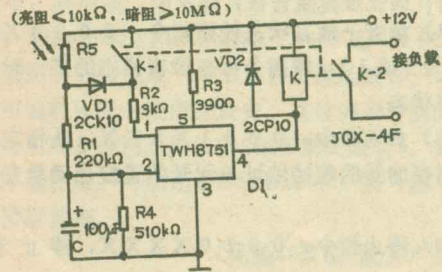 (亮阻≤10kΩ, 暗阻≥10MΩ)
+12V
接负载
R5
K-1
VD2
K
K-2
VD1
2CK10
R2
3kΩ
R3
390Ω
2CP10
JQX-4F
R1
220kΩ
1
5
TWH8751
2
4
3
D1
+
100μ
C
R4
510kΩ